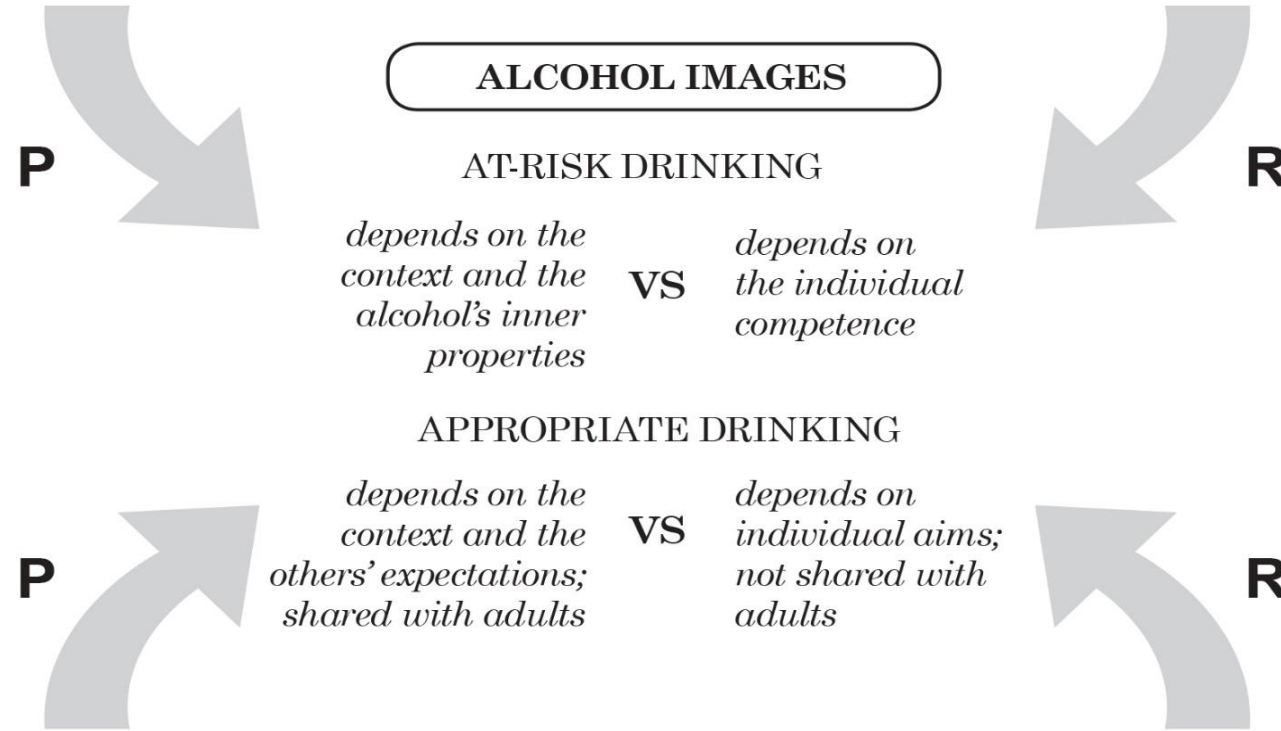 ALCOHOL IMAGES
P
R
AT-RISK DRINKING
depends on the
context and the
alcohol's inner
properties
VS
depends on
the individual
competence
APPROPRIATE DRINKING
P
R
depends on the
context and the
others' expectations;
shared with adults
VS
depends on
individual aims;
not shared with
adults